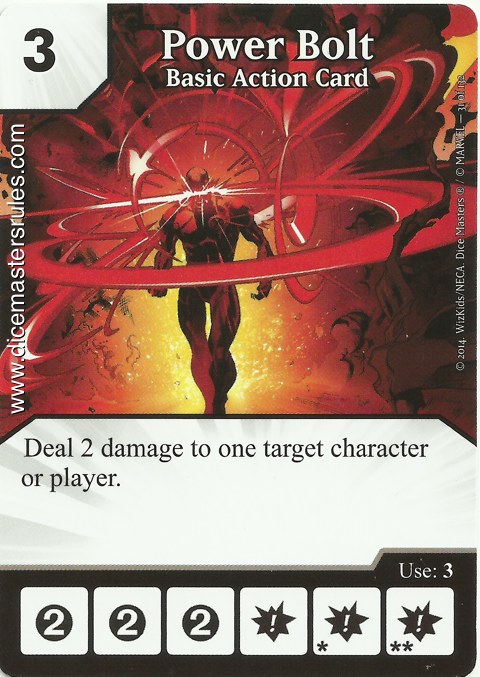 3
Power Bolt
Basic Action Card
www.dicemastersrules.com
© 2014 WizKids/NECA. Dice Masters ® / © MARVEL —
Deal 2 damage to one target character
or player.
Use: 3
2 2 2 ! ! !
* **